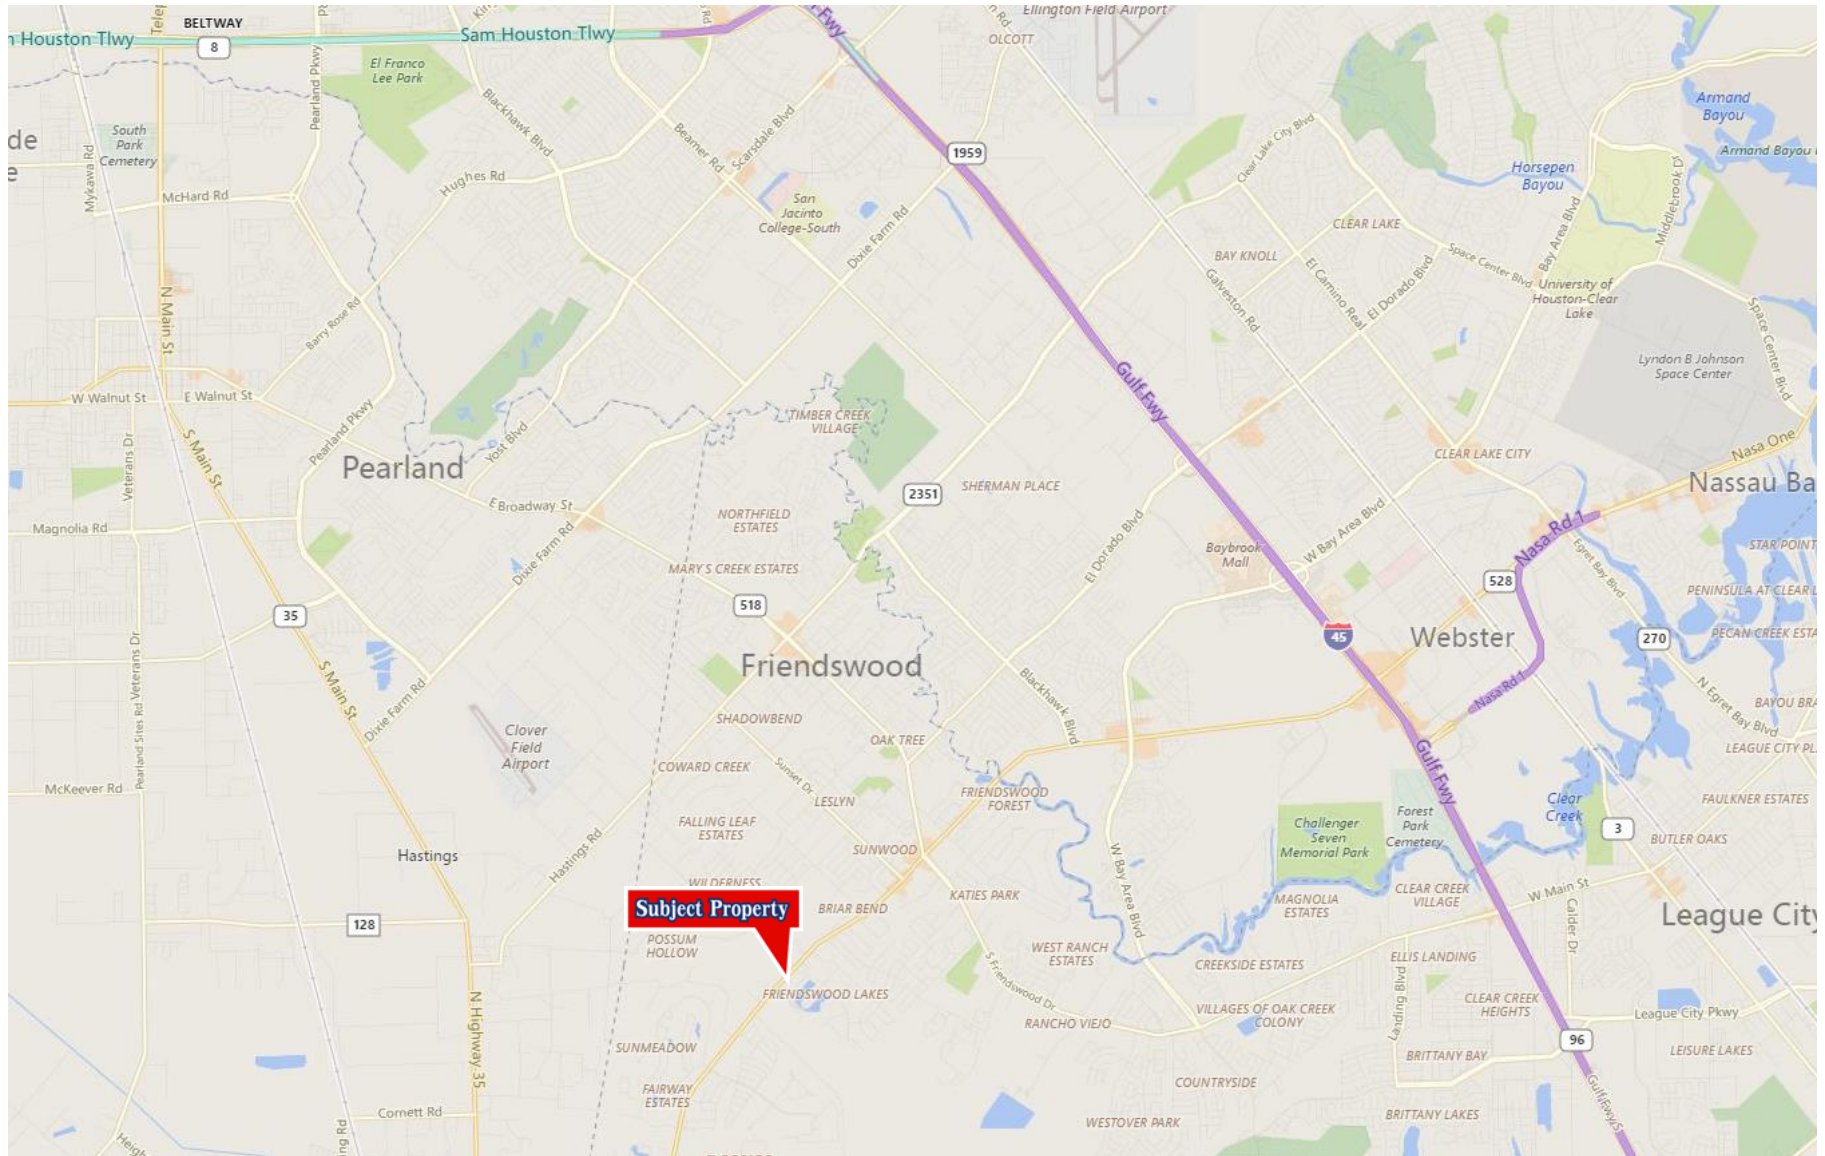 BELTWAY
8
Houston Tlwy
Sam Houston Tlwy
Fwy
Ellington Field Airport
OLCOTT
El Franco
Lee Park
Pearland Pkwy
South
Park
Cemetery
Mykawa Rd
McHard Rd
Hughes Rd
Blackhawk Blvd
Beamer Rd
Scarsdale Blvd
San
Jacinto
College-South
Dixie Farm Rd
1959
Clear Lake City Blvd
Armand
Bayou
Armand Bayou
Horsepen
Bayou
Middlebrook Dr
Bay Area Blvd
CLEAR LAKE
BAY KNOLL
Space Center Blvd
El Camino Real
El Dorado Blvd
Galveston Rd
University of
Houston-Clear
Lake
Space Center Blvd
Lyndon B Johnson
Space Center
N Main St
Barry Rose Rd
W Walnut St
E Walnut St
Pearland Pkwy
Veterans Dr
S Main St
Pearland
Yost Blvd
TIMBER CREEK
VILLAGE
Gulf Fwy
CLEAR LAKE CITY
Nasa One
Nassau Ba
2351
SHERMAN PLACE
E Broadway St
NORTHFIELD
ESTATES
Magnolia Rd
Dixie Farm Rd
MARY'S CREEK ESTATES
El Dorado Blvd
Baybrook
Mall
W Bay Area Blvd
Nasa Rd 1
528
Egret Bay Blvd
STAR POINT
PENINSULA AT CLEAR L
35
518
45
Webster
270
PECAN CREEK ESTA
Friendswood
Pearland Sites Rd
Veterans Dr
S Main St
Dixie Farm Rd
Blackhawk Blvd
Nasa Rd 1
N Egret Bay Blvd
BAYOU BRA
Clover
Field
Airport
SHADOWBEND
OAK TREE
LEAGUE CITY PL
COWARD CREEK
Sunset Dr
Gulf Fwy
McKeever Rd
LESLYN
FRIENDSWOOD
FOREST
Clear
Creek
FAULKNER ESTATES
FALLING LEAF
ESTATES
Challenger
Seven
Memorial Park
Forest
Park
Cemetery
3
BUTLER OAKS
Hastings
Hastings Rd
SUNWOOD
W Bay Area Blvd
WILDERNESS
KATIES PARK
CLEAR CREEK
VILLAGE
W Main St
Subject Property
BRIAR BEND
MAGNOLIA
ESTATES
Calder Dr
League City
128
POSSUM
HOLLOW
WEST RANCH
ESTATES
CREEKSIDE ESTATES
ELLIS LANDING
S Friendswood Dr
FRIENDSWOOD LAKES
Landing Blvd
VILLAGES OF OAK CREEK
COLONY
CLEAR CREEK
HEIGHTS
League City Pkwy
RANCHO VIEJO
N Highway 35
SUNMEADOW
96
BRITTANY BAY
LEISURE LAKES
FAIRWAY
ESTATES
COUNTRYSIDE
Gulf Fwy S
Cornett Rd
WESTOVER PARK
BRITTANY LAKES